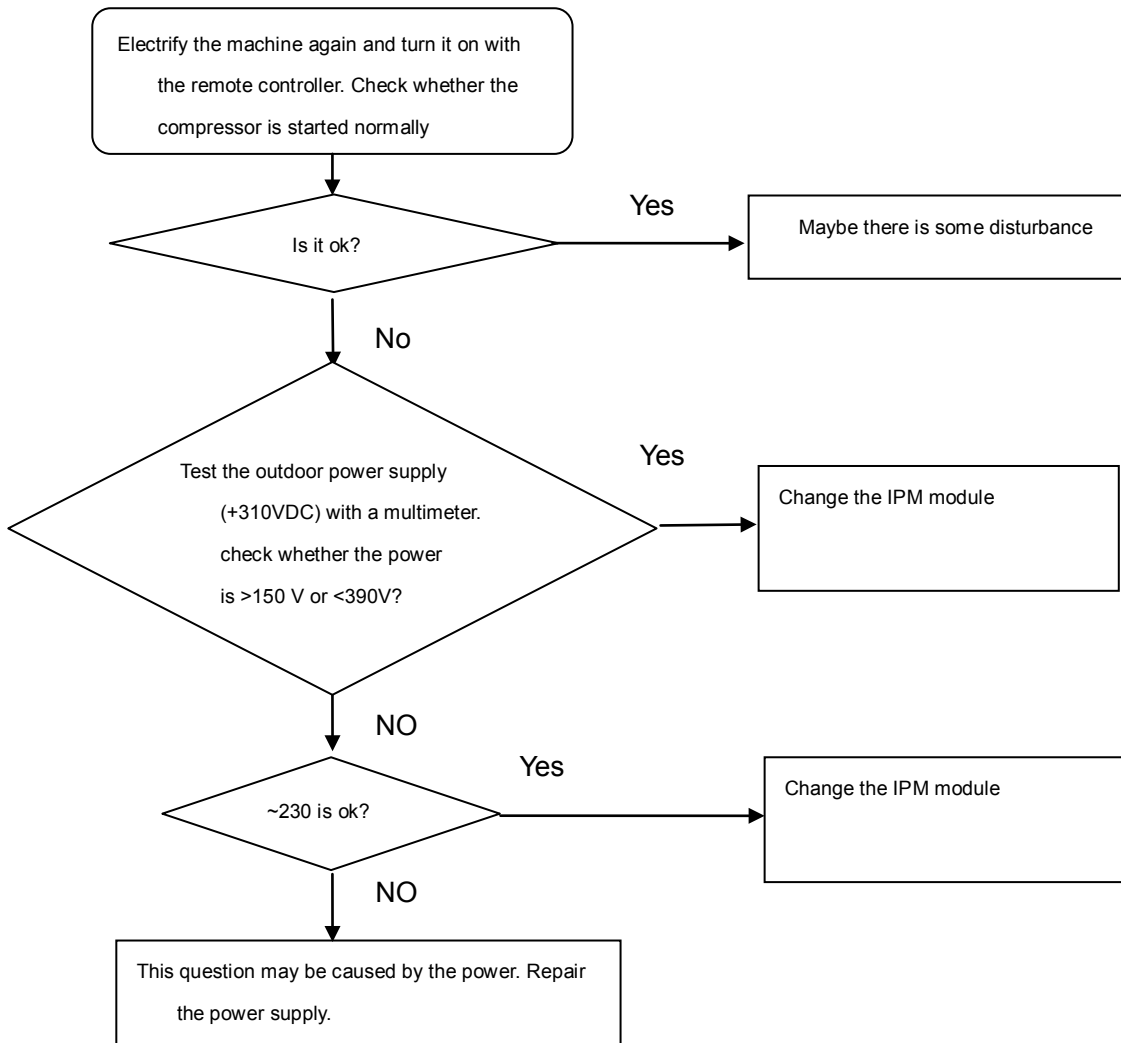 Electrify the machine again and turn it on with
the remote controller. Check whether the
compressor is started normally
Is it ok?
Yes
Maybe there is some disturbance
No
Test the outdoor power supply
(+310VDC) with a multimeter.
check whether the power
is >150 V or <390V?
Yes
Change the IPM module
NO
~230 is ok?
Yes
Change the IPM module
NO
This question may be caused by the power. Repair
the power supply.